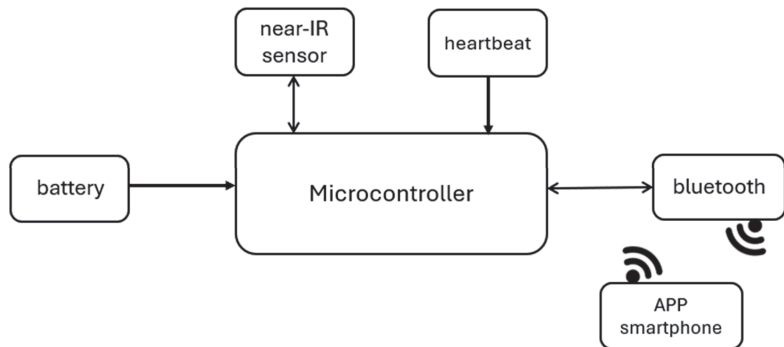 near-IR
sensor
heartbeat
battery
Microcontroller
bluetooth
APP
smartphone